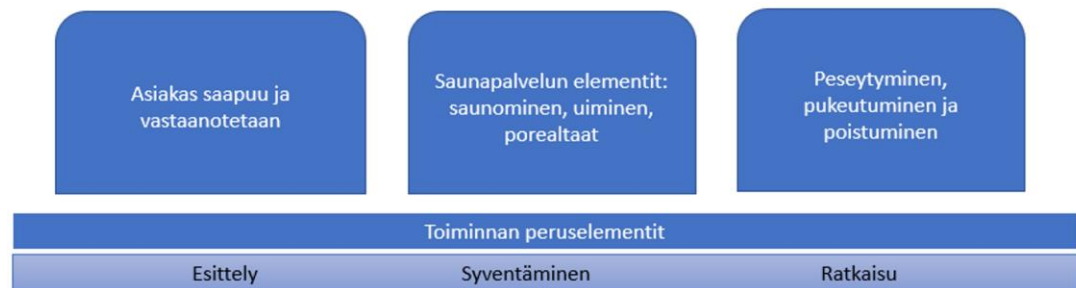 Asiakas saapuu ja
vastaanotetaan
Saunapalvelun elementit:
saunominen, uiminen,
porealtaat
Peseytyminen,
pukeutuminen ja
poistuminen
Toiminnan peruselementit
Esittely
Syventäminen
Ratkaisu